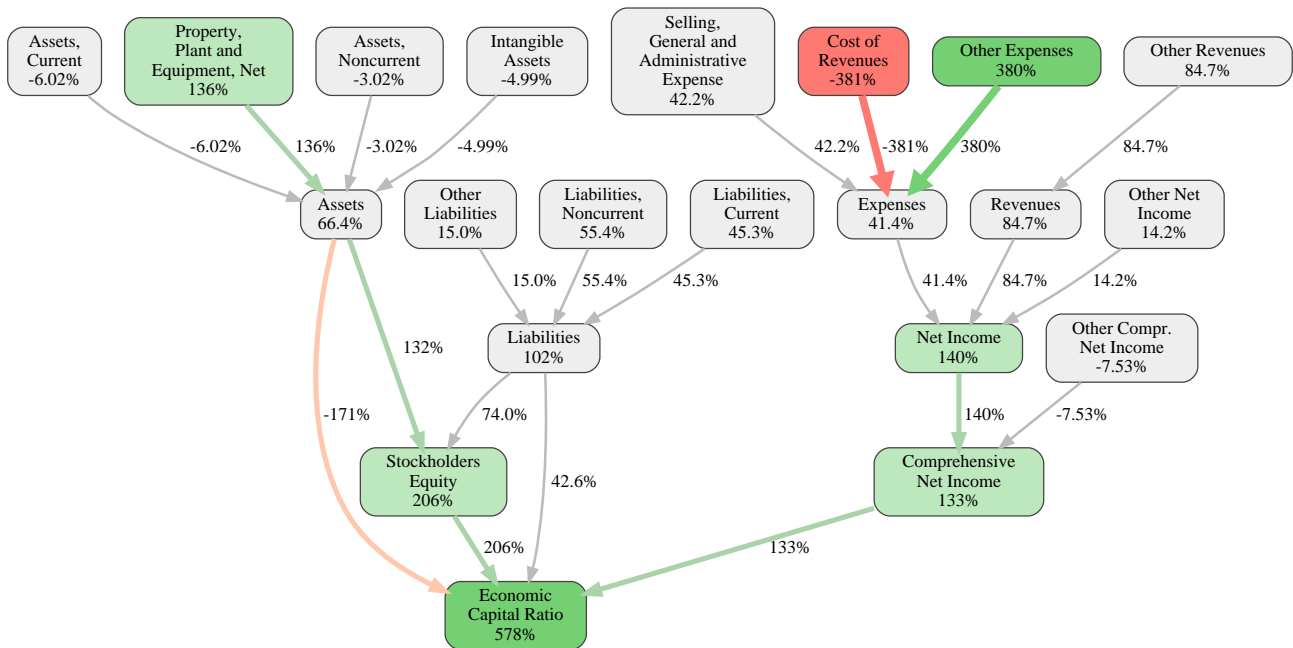 Assets,
Current
-6.02%
Property,
Plant and
Equipment, Net
136%
Assets,
Noncurrent
-3.02%
Intangible
Assets
-4.99%
Selling,
General and
Administrative
Expense
42.2%
Cost of
Revenues
-381%
Other Expenses
380%
Other Revenues
84.7%
-6.02%
136%
-3.02%
-4.99%
42.2%
-381%
380%
84.7%
Assets
66.4%
Other
Liabilities
15.0%
Liabilities,
Noncurrent
55.4%
Liabilities,
Current
45.3%
Expenses
41.4%
Revenues
84.7%
Other Net
Income
14.2%
15.0%
55.4%
45.3%
41.4%
84.7%
14.2%
132%
Liabilities
102%
Net Income
140%
Other Compr.
Net Income
-7.53%
-171%
74.0%
140%
-7.53%
Stockholders
Equity
206%
42.6%
Comprehensive
Net Income
133%
206%
133%
Economic
Capital Ratio
578%